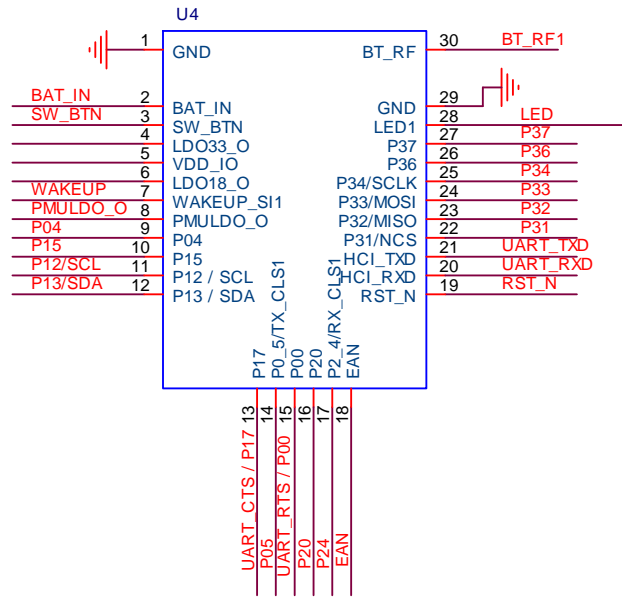 U4
1 GND
BAT_IN 2 BAT_IN
SW_BTN 3 SW_BTN
4 LDO33_O
5 VDD_IO
6 LDO18_O
WAKEUP 7 WAKEUP_SI1
PMULDO_O 8 PMULDO_O
P04 9 P04
P15 10 P15
P12/SCL 11 P12 / SCL
P13/SDA 12 P13 / SDA
BT_RF 30 BT_RF1
GND 29
LED1 28 LED
P37 27 P37
P36 26 P36
P34/SCLK 25 P34
P33/MOSI 24 P33
P32/MISO 23 P32
P31/NCS 22 P31
HCI_TXD 21 UART_TXD
HCI_RXD 20 UART_RXD
RST_N 19 RST_N
P17 13 UART_CTS / P17
P0_5/TX_CLS1 14 P05
P00 15 UART_RTS / P00
P20 16 P20
P2_4/RX_CLS1 17 P24
EAN 18 EAN